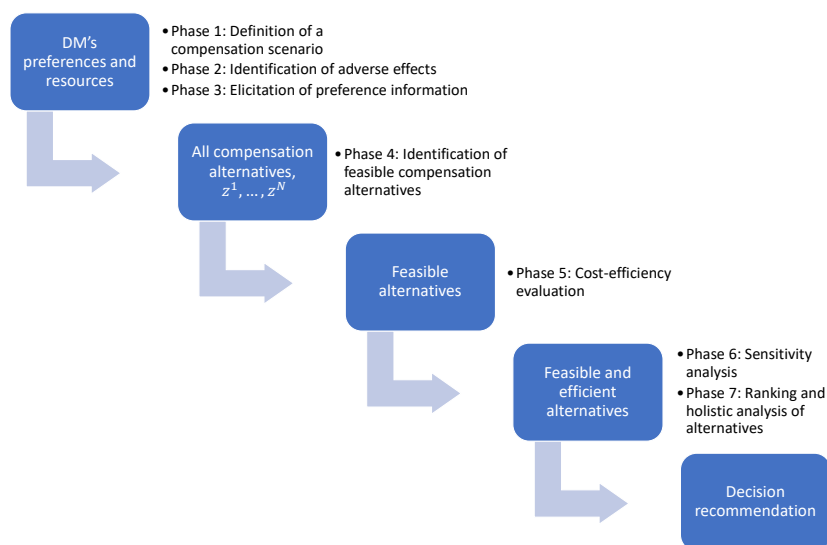 DM's
preferences and
resources
• Phase 1: Definition of a
compensation scenario
• Phase 2: Identification of adverse effects
• Phase 3: Elicitation of preference information
All compensation
alternatives,
z¹, …, zᴺ
• Phase 4: Identification of
feasible compensation
alternatives
Feasible
alternatives
• Phase 5: Cost-efficiency
evaluation
Feasible and
efficient
alternatives
• Phase 6: Sensitivity
analysis
• Phase 7: Ranking and
holistic analysis of
alternatives
Decision
recommendation